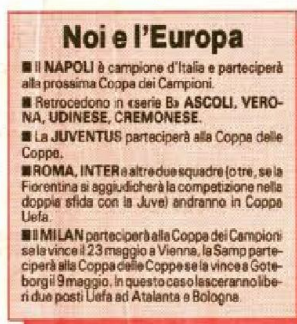 Noi e l'Europa
■ Il NAPOLI è campione d'Italia e parteciperà
alla prossima Coppa dei Campioni.
■ Retrocedono in «serie B» ASCOLI, VERO-
NA, UDINESE, CREMONESE.
■ La JUVENTUS parteciperà alla Coppa delle
Coppe.
■ ROMA, INTER e altre due squadre (o tre, se la
Fiorentina si aggiudicherà la competizione nella
doppia sfida con la Juve) andranno in Coppa
Uefa.
■ Il MILAN parteciperà alla Coppa dei Campioni
se la vince il 23 maggio a Vienna, la Samp parte-
ciperà alla Coppa delle Coppe se la vince a Gote-
borg il 9 maggio. In questo caso lasceranno libe-
ri due posti Uefa ad Atalanta e Bologna.